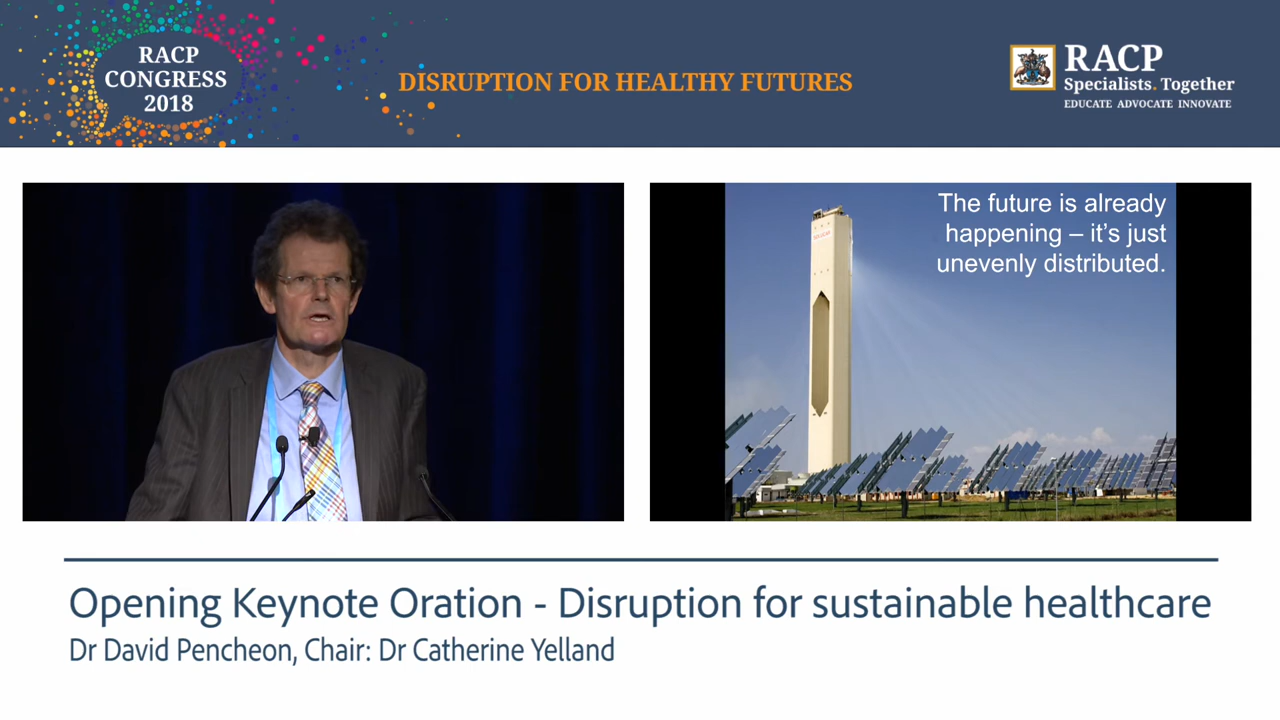 RACP
CONGRESS
2018
DISRUPTION FOR HEALTHY FUTURES
RACP
Specialists. Together
EDUCATE ADVOCATE INNOVATE
The future is already
happening – it's just
unevenly distributed.
Opening Keynote Oration - Disruption for sustainable healthcare
Dr David Pencheon, Chair: Dr Catherine Yelland